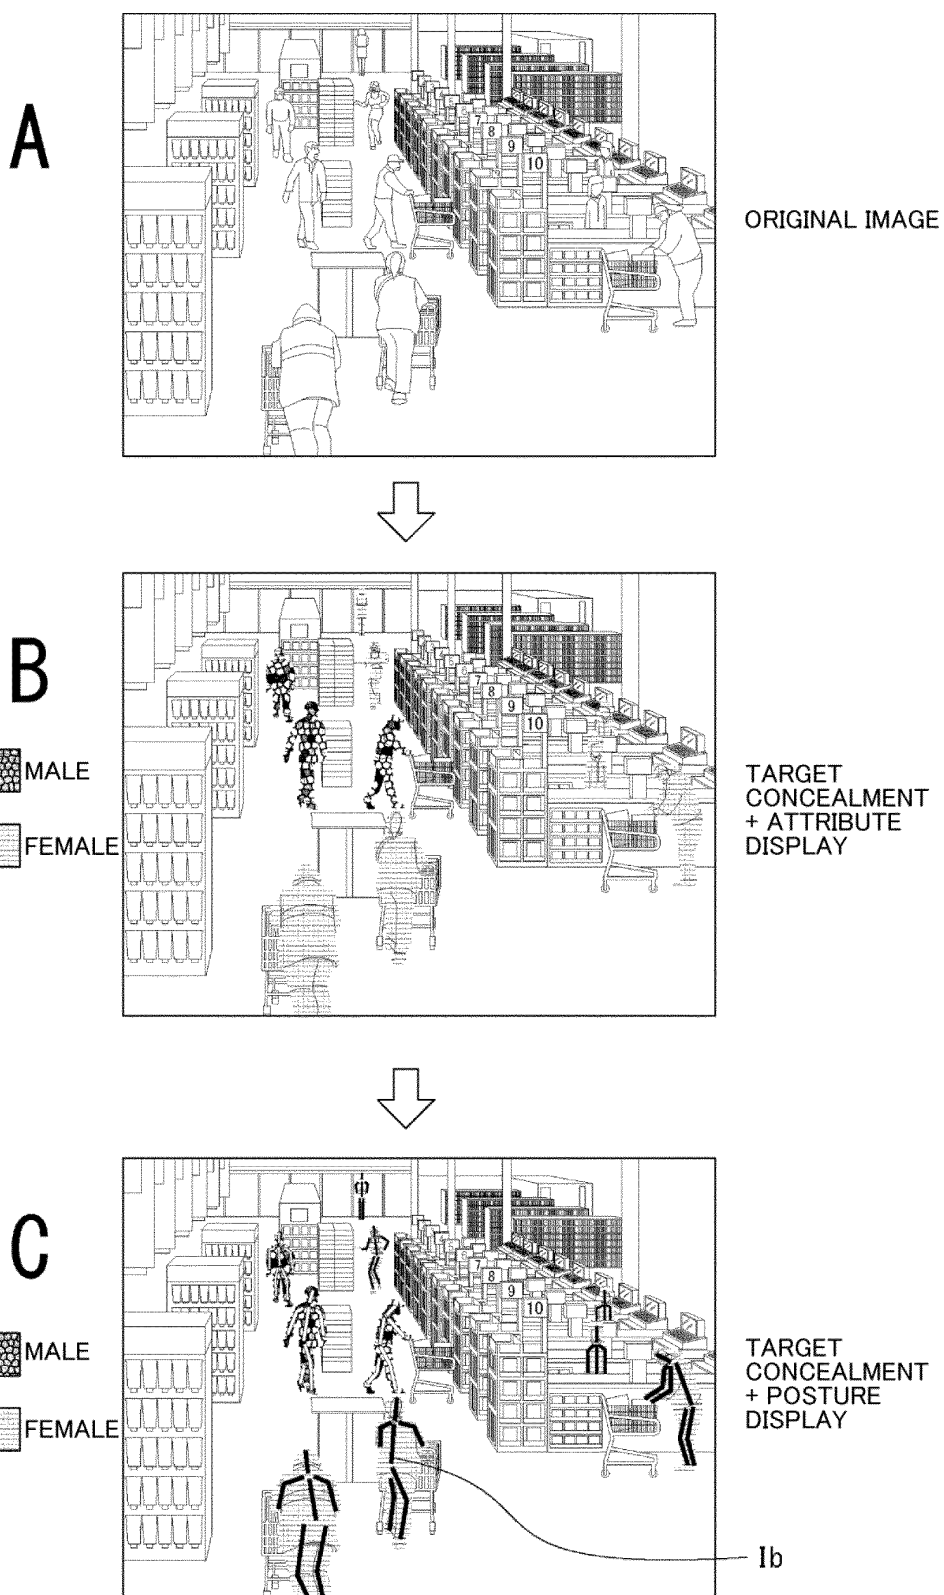 A
7
8
9
10
ORIGINAL IMAGE
B
7
8
9
10
MALE
FEMALE
TARGET
CONCEALMENT
+ ATTRIBUTE
DISPLAY
C
7
8
9
10
MALE
FEMALE
TARGET
CONCEALMENT
+ POSTURE
DISPLAY
Ib